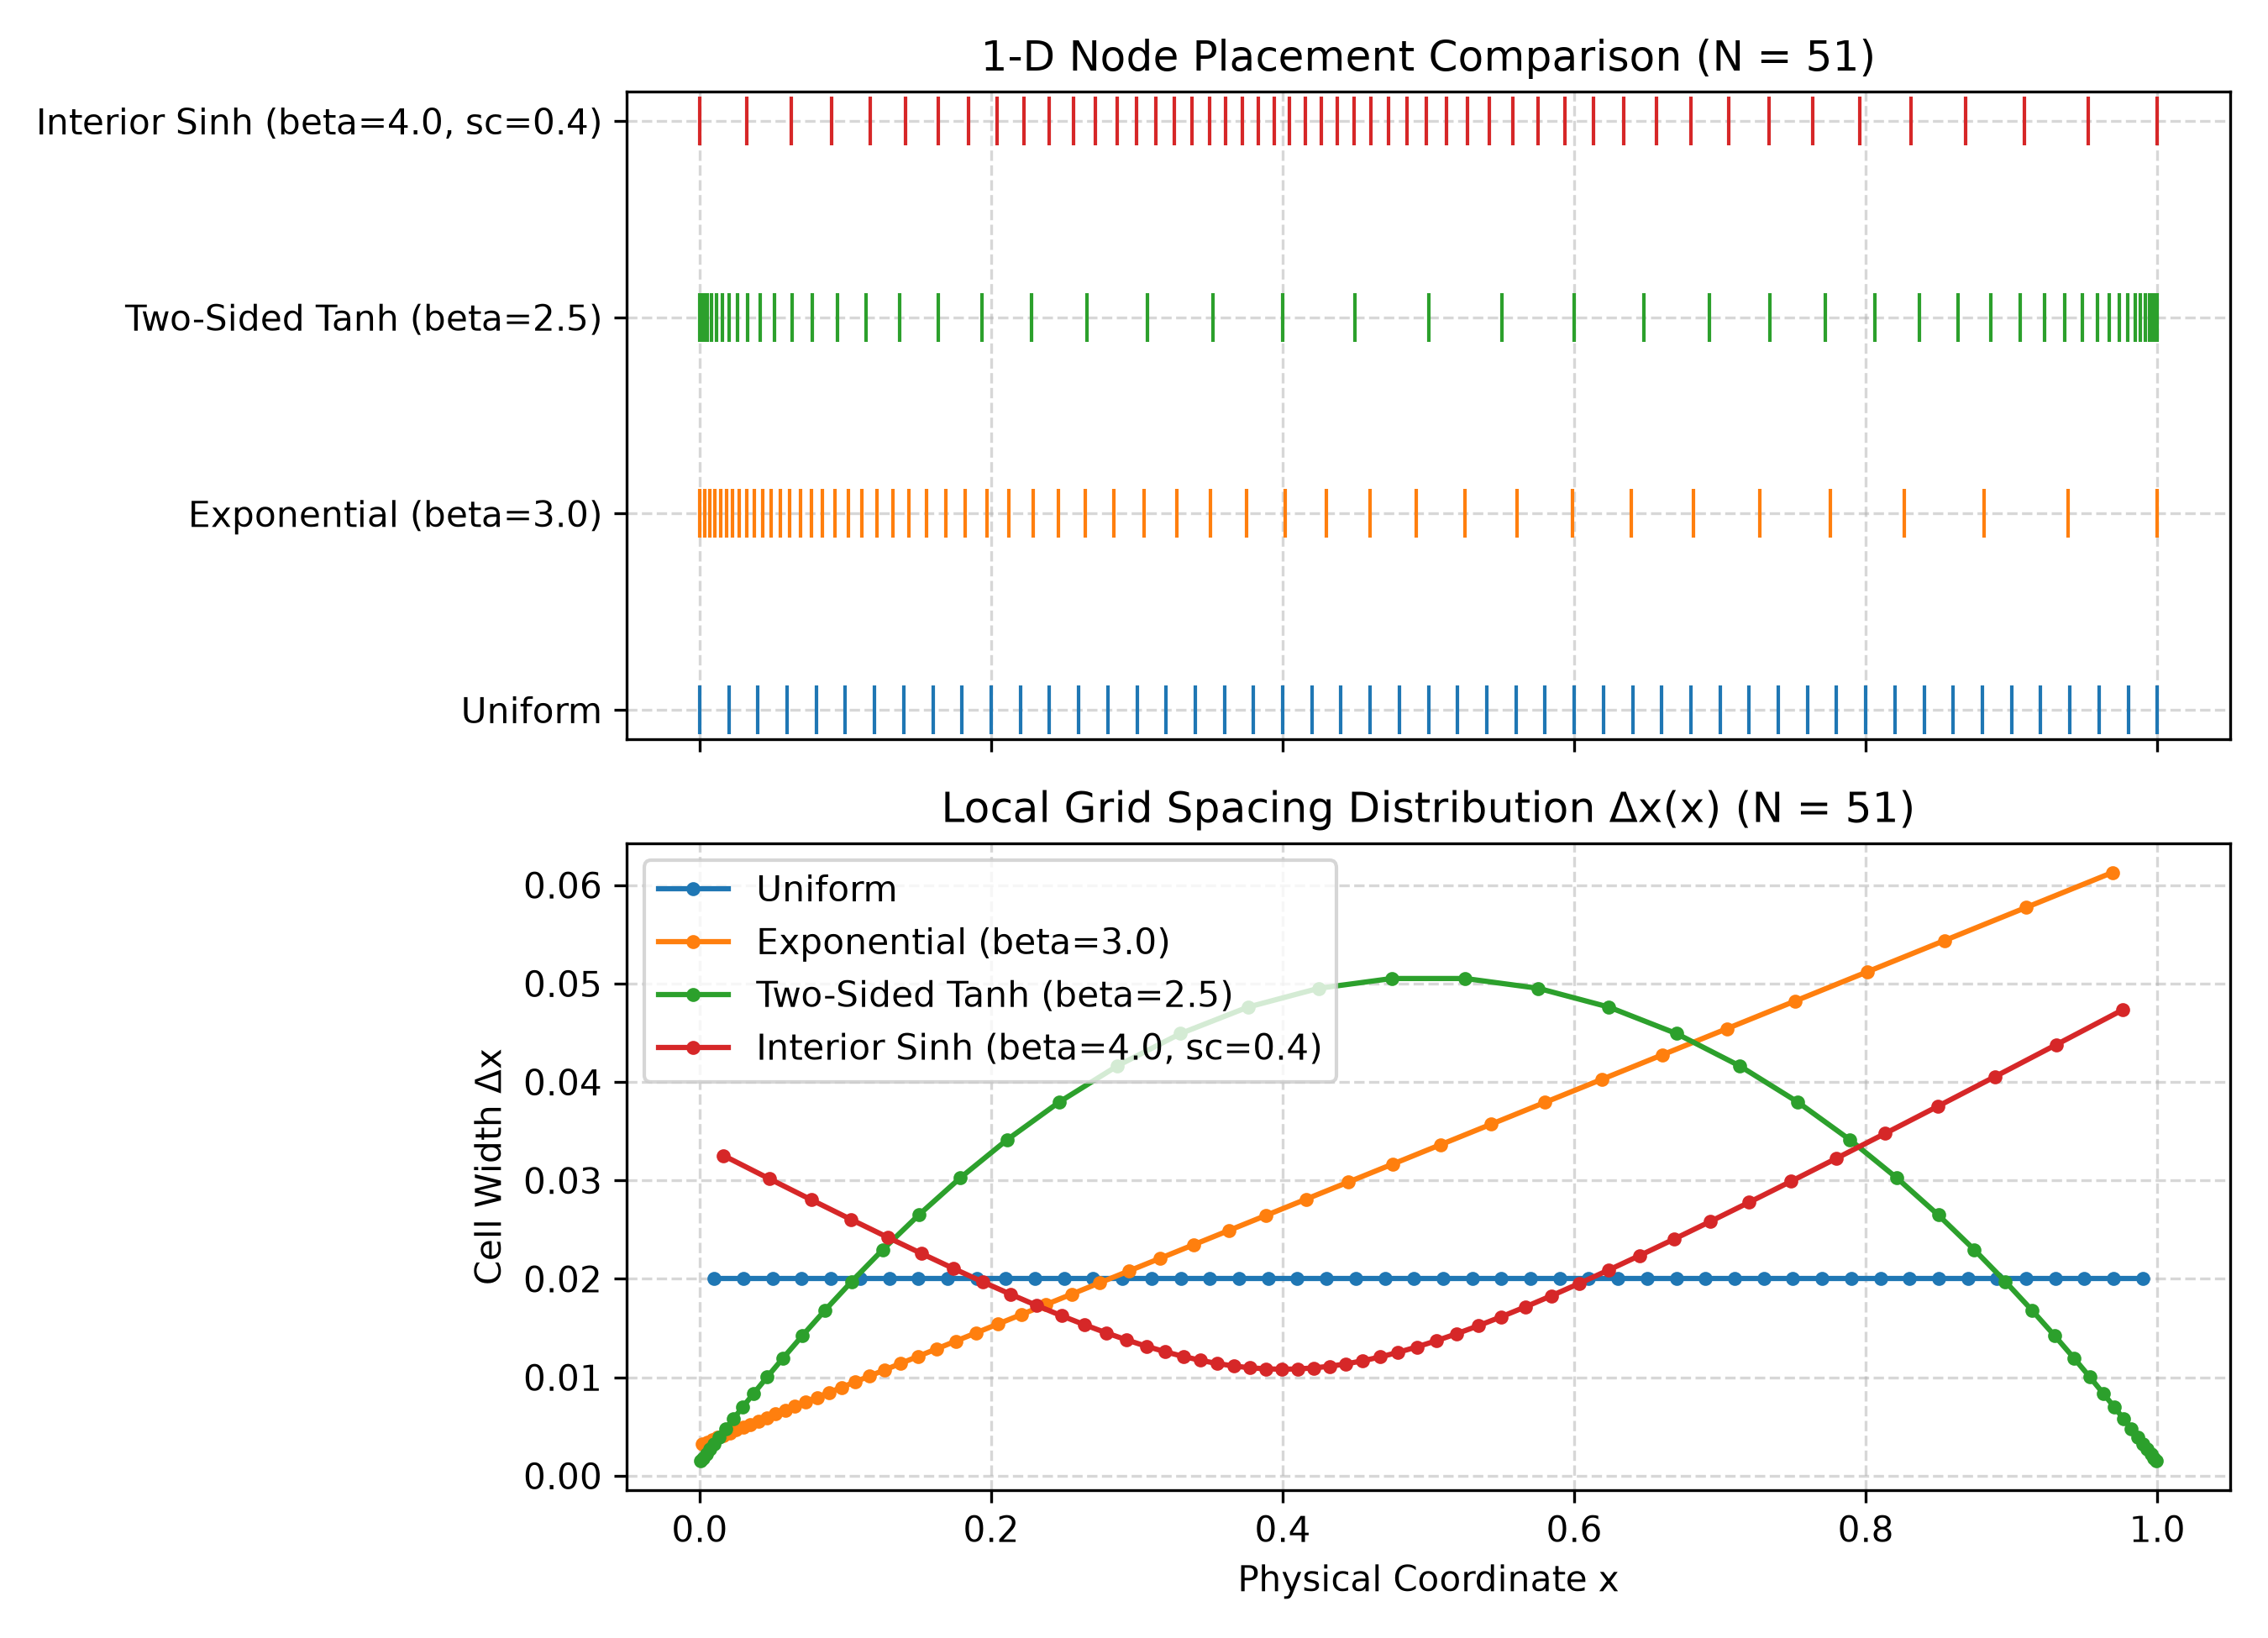 1-D Node Placement Comparison (N = 51)
Interior Sinh (beta=4.0, sc=0.4)
Two-Sided Tanh (beta=2.5)
Exponential (beta=3.0)
Uniform
Local Grid Spacing Distribution Δx(x) (N = 51)
Uniform
Exponential (beta=3.0)
Two-Sided Tanh (beta=2.5)
Interior Sinh (beta=4.0, sc=0.4)
Cell Width Δx
0.06
0.05
0.04
0.03
0.02
0.01
0.00
0.0 0.2 0.4 0.6 0.8 1.0
Physical Coordinate x